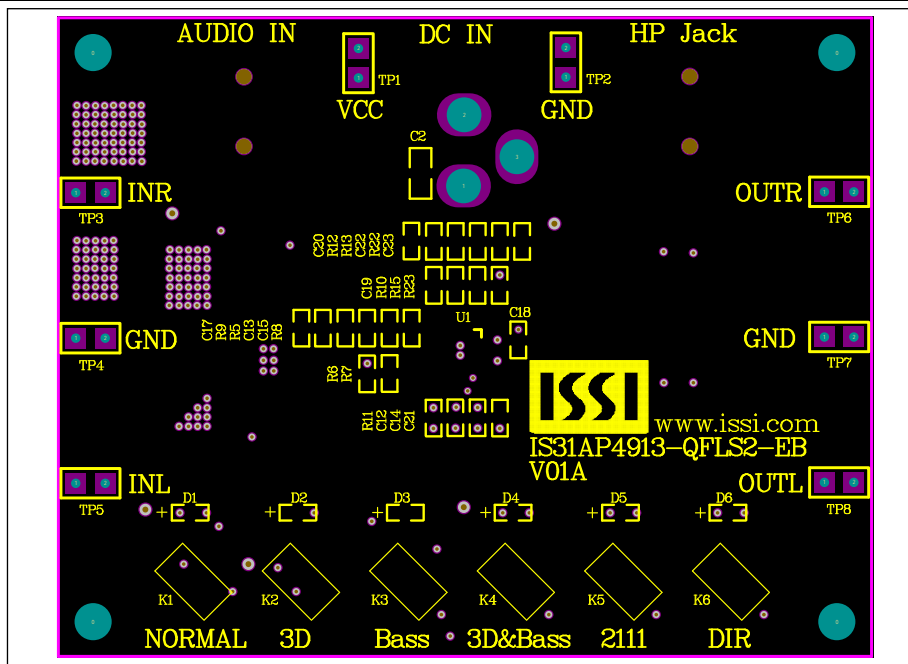 AUDIO IN
DC IN
HP Jack
TP1
TP2
VCC
GND
C2
INR
OUTR
TP3
TP6
C20
R12
R13
C22
R22
C23
C19
R10
R15
R23
C17
R9
R5
C13
C15
R8
U1
C18
GND
GND
TP4
TP7
R6
R7
ISSI
R11
C12
C14
C21
www.issi.com
IS31AP4913-QFLS2-EB
V01A
INL
OUTL
TP5
TP8
D1
D2
D3
D4
D5
D6
+
+
+
+
+
+
K1
K2
K3
K4
K5
K6
NORMAL
3D
Bass
3D&Bass
2111
DIR